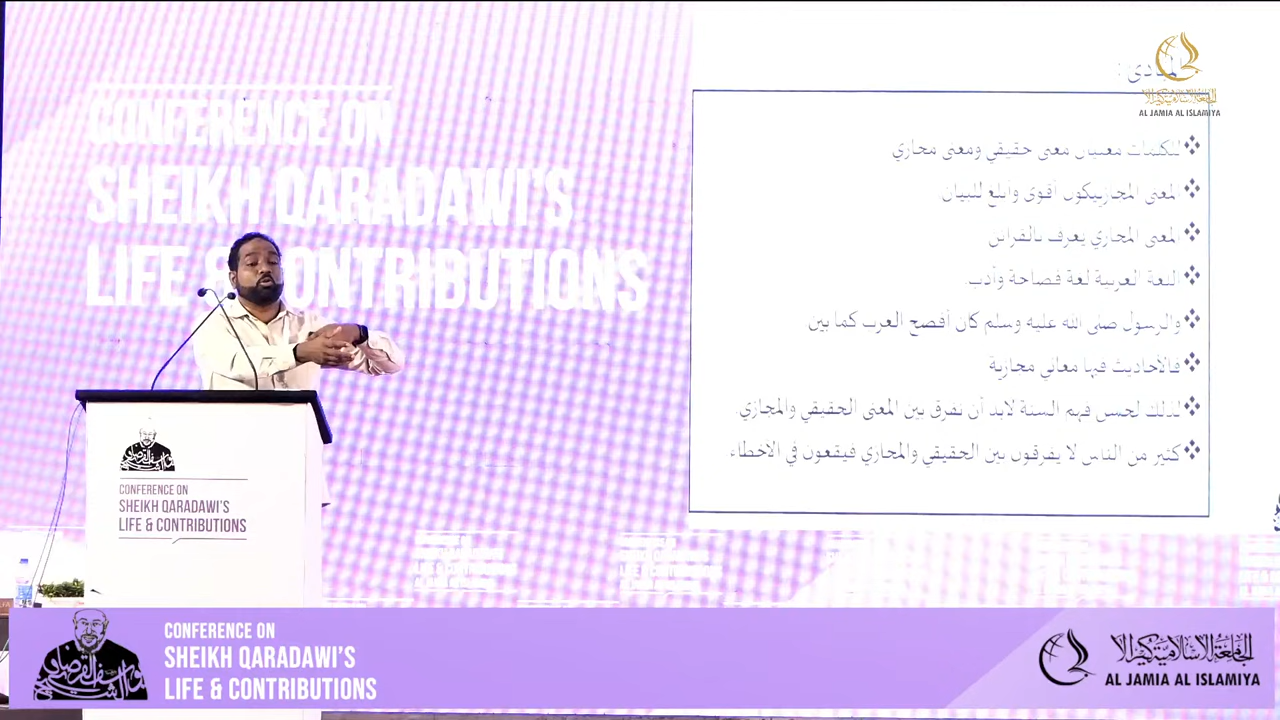 CONFERENCE ON
SHEIKH QARADAWI'S
LIFE & CONTRIBUTIONS
المبادئ :
للكلمات معنيان معنى حقيقي ومعنى مجازي
المعنى المجازي يكون أقوى وأبلغ للبيان
المعنى المجازي يعرف بالقرائن
اللغة العربية لغة فصاحة وأدب.
والرسول صلى الله عليه وسلم كان أفصح العرب كما بين
فالأحاديث فيها معاني مجازية
لذلك لحسن فهم السنة لابد أن نفرق بين المعنى الحقيقي والمجازي.
كثير من الناس لا يفرقون بين الحقيقي والمجازي فيقعون في الاخطاء.
AL JAMIA AL ISLAMIYA
CONFERENCE ON
SHEIKH QARADAWI'S
LIFE & CONTRIBUTIONS
CONFERENCE ON
SHEIKH QARADAWI'S
LIFE & CONTRIBUTIONS
الجامعة الاسلامية كيرالا
AL JAMIA AL ISLAMIYA